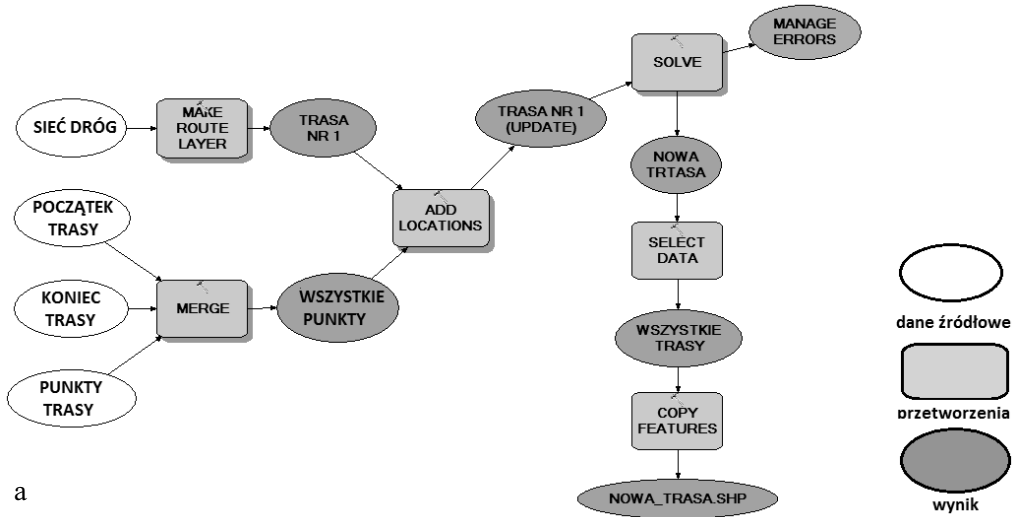 SIEĆ DRÓG
MAKE
ROUTE
LAYER
TRASA
NR 1
POCZĄTEK
TRASY
KONIEC
TRASY
PUNKTY
TRASY
MERGE
WSZYSTKIE
PUNKTY
ADD
LOCATIONS
TRASA NR 1
(UPDATE)
SOLVE
MANAGE
ERRORS
NOWA
TRTASA
SELECT
DATA
WSZYSTKIE
TRASY
COPY
FEATURES
NOWA_TRASA.SHP
dane źródłowe
przetworzenia
wynik
a